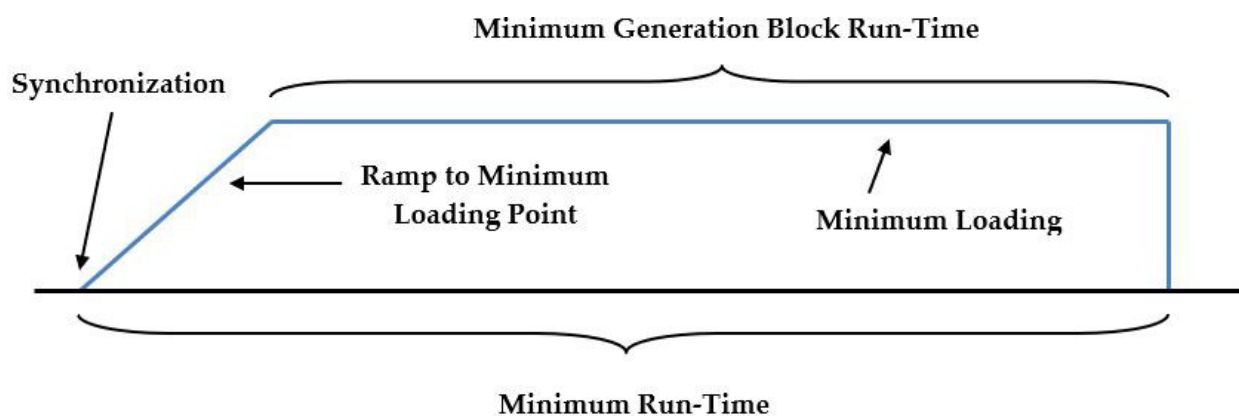 Minimum Generation Block Run-Time
Synchronization
Ramp to Minimum
Loading Point
Minimum Loading
Minimum Run-Time